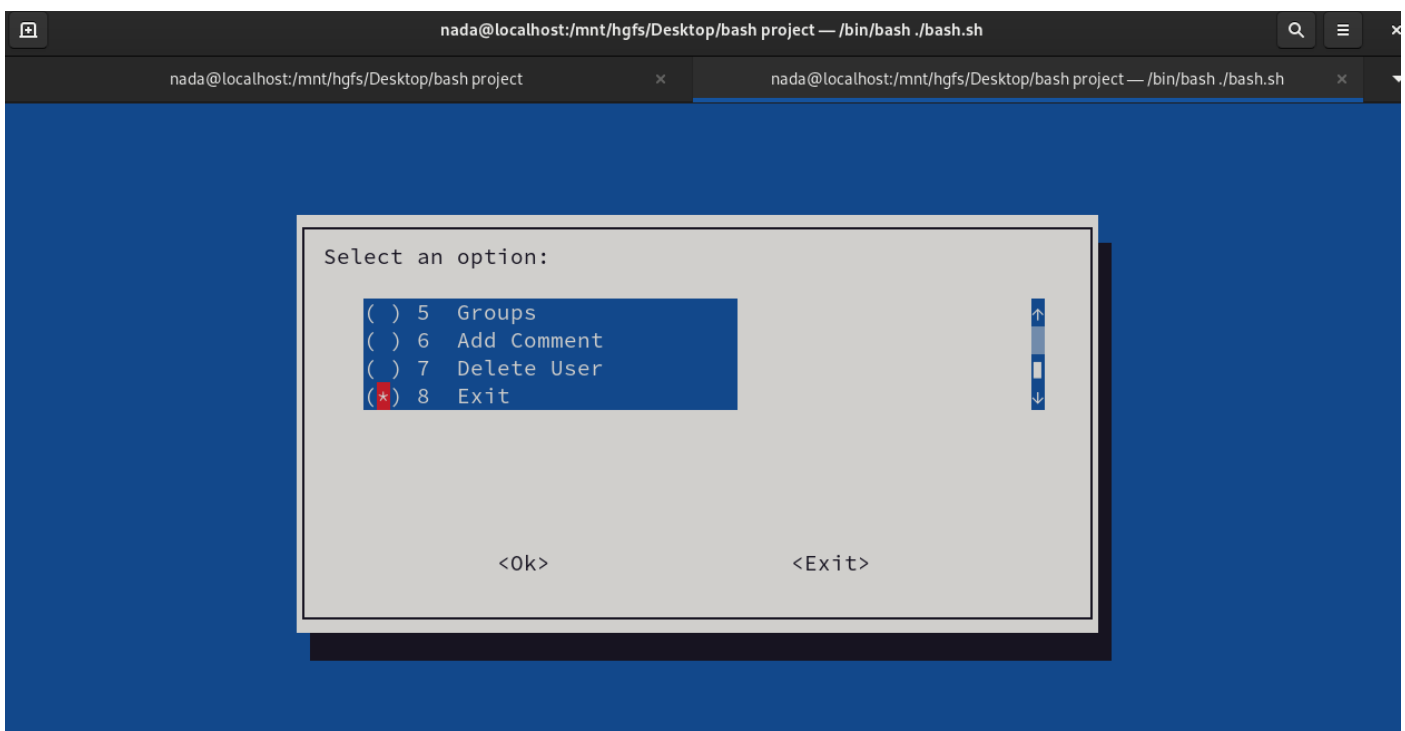 nada@localhost:/mnt/hgfs/Desktop/bash project — /bin/bash ./bash.sh
nada@localhost:/mnt/hgfs/Desktop/bash project
nada@localhost:/mnt/hgfs/Desktop/bash project — /bin/bash ./bash.sh
Select an option:
( ) 5 Groups
( ) 6 Add Comment
( ) 7 Delete User
(*) 8 Exit
<Ok> <Exit>